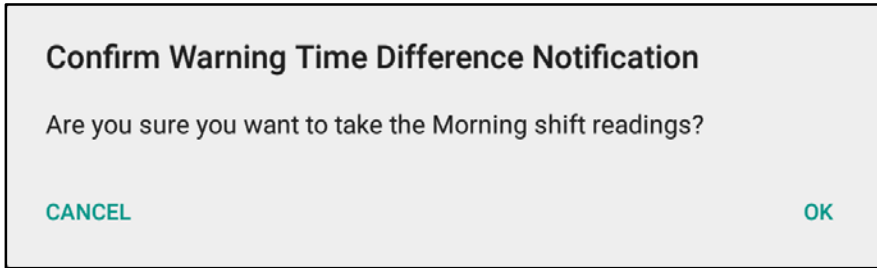 Confirm Warning Time Difference Notification
Are you sure you want to take the Morning shift readings?
CANCEL
OK